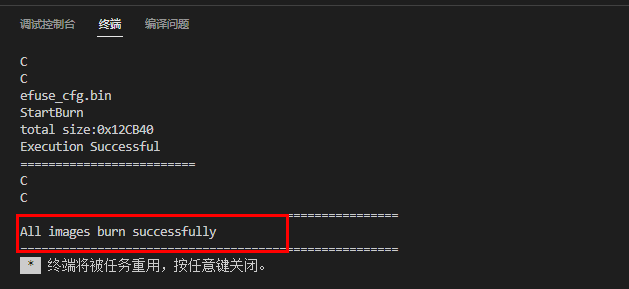 调试控制台 终端 编译问题
C
C
efuse_cfg.bin
StartBurn
total size:0x12CB40
Execution Successful
=========================
C
C
======================================================
All images burn successfully
======================================================
* 终端将被任务重用，按任意键关闭。